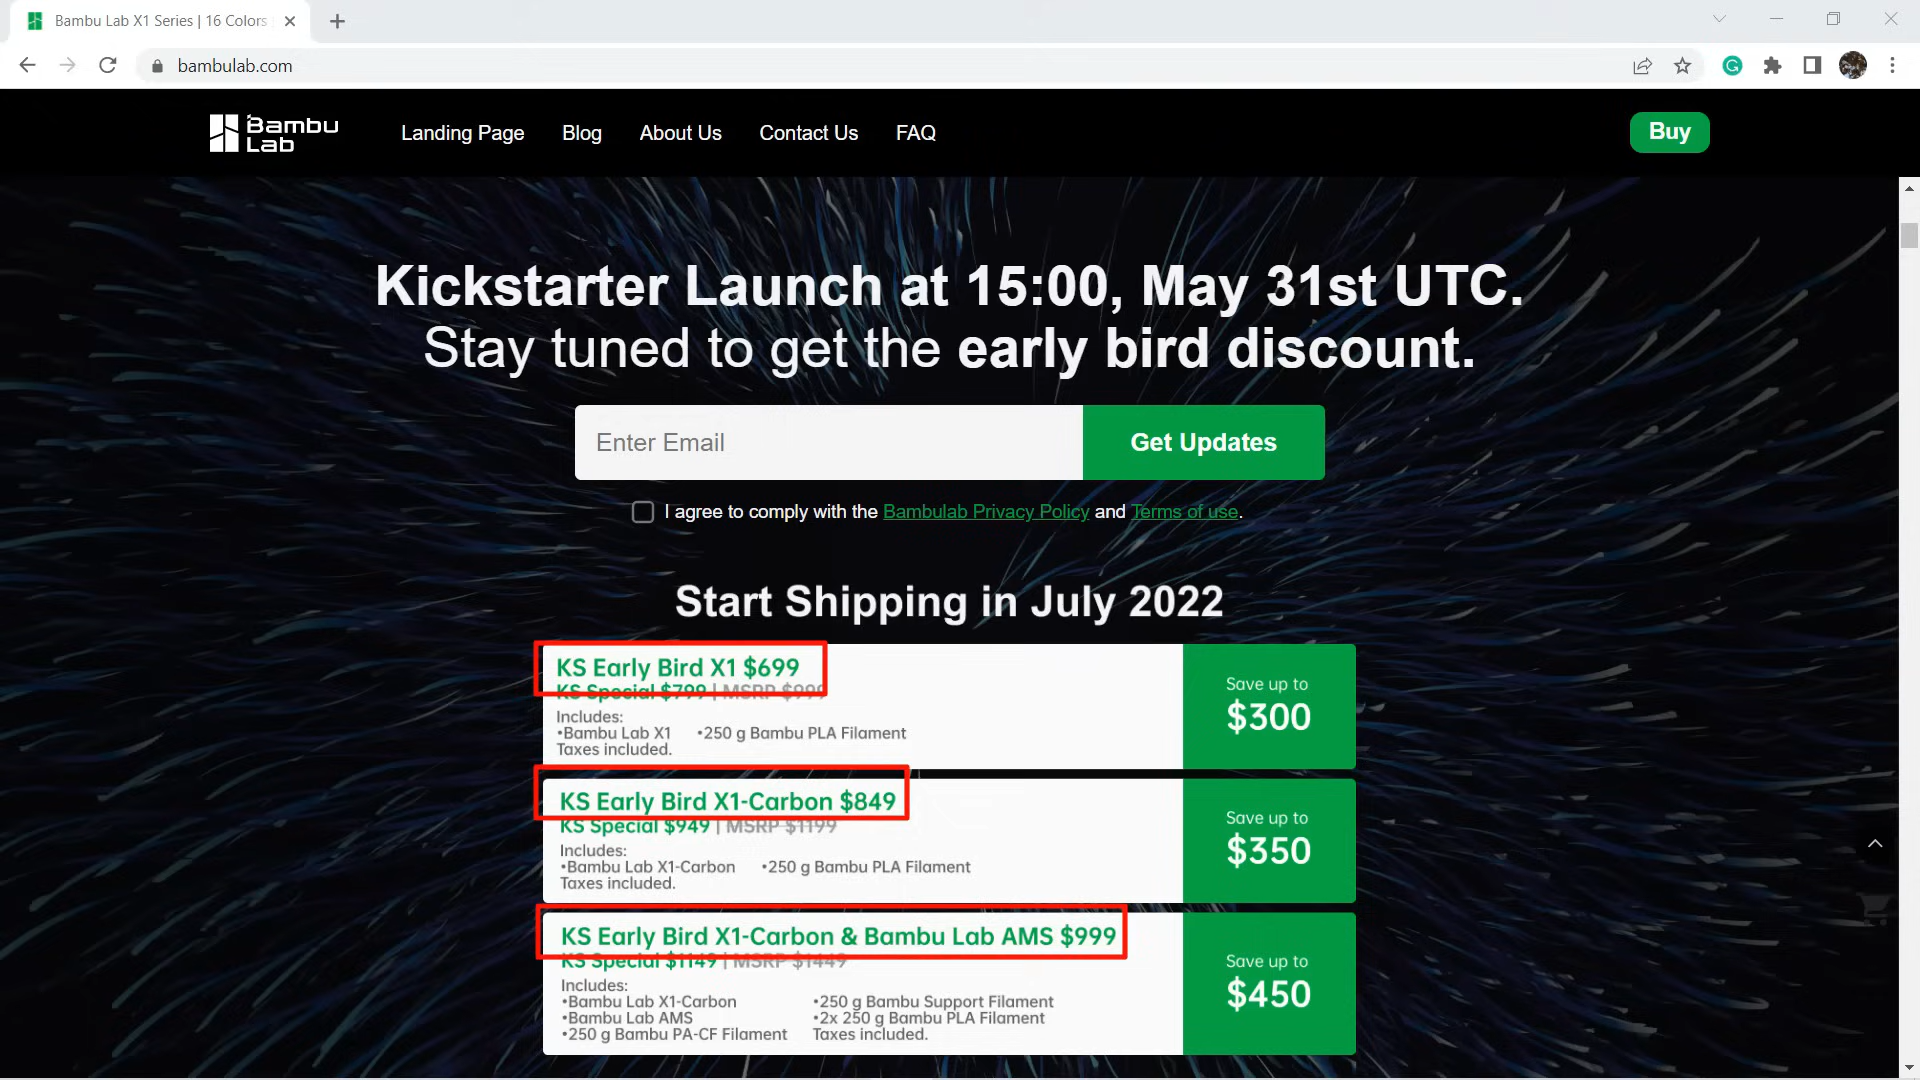 Bambu Lab X1 Series | 16 Colors
bambulab.com
Bambu
Lab
Landing Page
Blog
About Us
Contact Us
FAQ
Buy
Kickstarter Launch at 15:00, May 31st UTC.
Stay tuned to get the early bird discount.
Enter Email
Get Updates
I agree to comply with the Bambulab Privacy Policy and Terms of use.
Start Shipping in July 2022
KS Early Bird X1 $699
KS Special $799 | MSRP $999
Includes:
•Bambu Lab X1 •250 g Bambu PLA Filament
Taxes included.
Save up to
$300
KS Early Bird X1-Carbon $849
KS Special $949 | MSRP $1199
Includes:
•Bambu Lab X1-Carbon •250 g Bambu PLA Filament
Taxes included.
Save up to
$350
KS Early Bird X1-Carbon & Bambu Lab AMS $999
KS Special $1149 | MSRP $1449
Includes:
•Bambu Lab X1-Carbon •250 g Bambu Support Filament
•Bambu Lab AMS •2x 250 g Bambu PLA Filament
•250 g Bambu PA-CF Filament Taxes included.
Save up to
$450